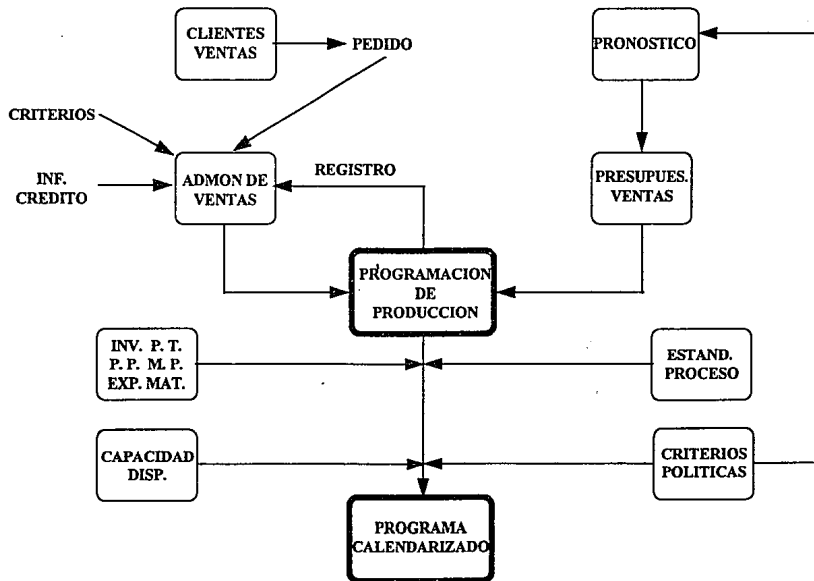 CLIENTES
VENTAS
PEDIDO
PRONOSTICO
CRITERIOS
INF.
CREDITO
ADMON DE
VENTAS
REGISTRO
PRESUPUES.
VENTAS
PROGRAMACION
DE
PRODUCCION
INV. P. T.
P. P. M. P.
EXP. MAT.
ESTAND.
PROCESO
CAPACIDAD
DISP.
CRITERIOS
POLITICAS
PROGRAMA
CALENDARIZADO